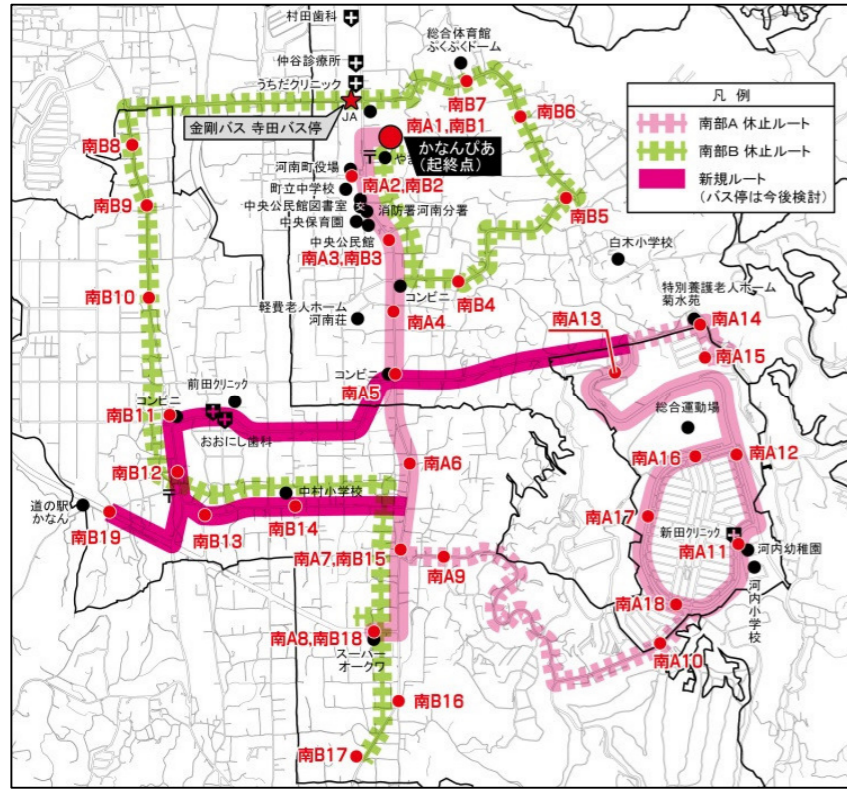 村田歯科
仲谷診療所
うちだクリニック
総合体育館
ぷくぷくドーム
南B7
南B6
凡例
南部A 休止ルート
南部B 休止ルート
新規ルート
(バス停は今後検討)
金剛バス 寺田バス停
JA
南A1,南B1
かなんぴあ
(起終点)
南B8
河南町役場
南A2,南B2
町立中学校
中央公民館図書室
交
消防署河南分署
中央保育園
南B9
南B5
中央公民館
南A3,南B3
白木小学校
南B10
コンビニ
南B4
軽費老人ホーム
河南荘
南A4
特別養護老人ホーム
菊水苑
南A13
南A14
南A15
コンビニ
南A5
前田クリニック
コンビニ
南B11
おおにし歯科
総合運動場
南A6
南A16
南A12
南B12
〒
中村小学校
道の駅
かなん
南B19
南B13
南B14
南A17
新田クリニック
南A11
河内幼稚園
南A7,南B15
南A9
河内小学校
南A18
南A8,南B18
スーパー
オークワ
南A10
南B16
南B17